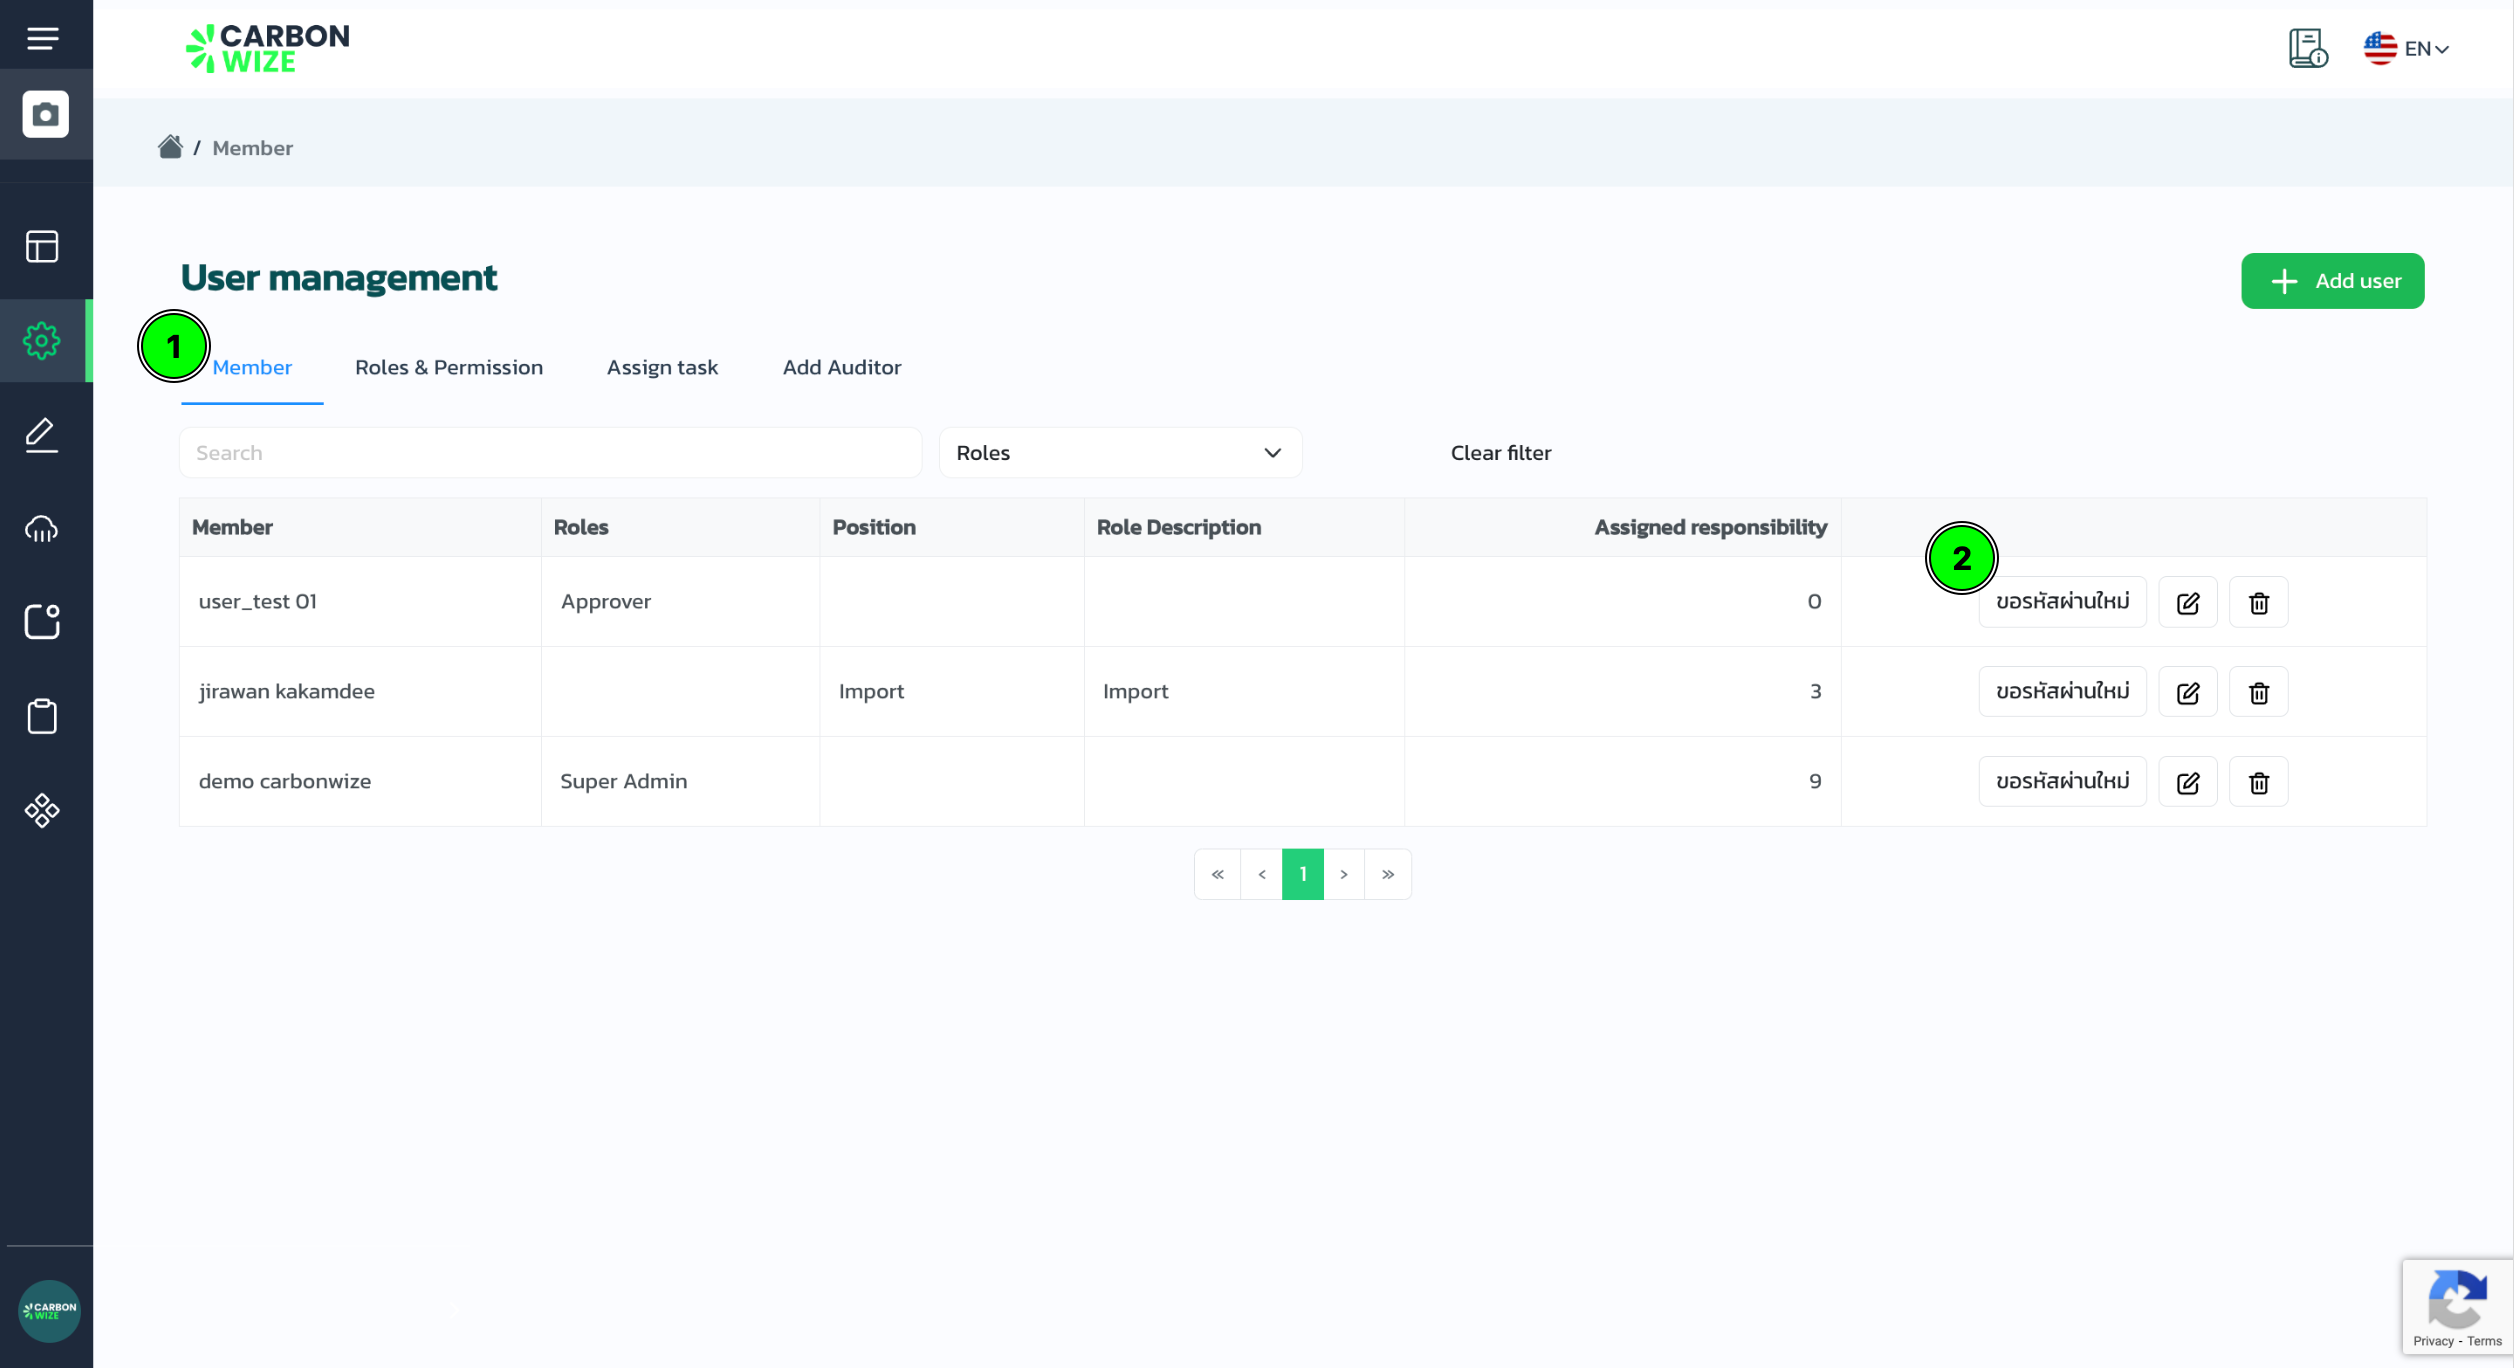 CARBON
WIZE
EN
/ Member
User management
+ Add user
1
Member Roles & Permission Assign task Add Auditor
Search Roles Clear filter
Member Roles Position Role Description Assigned responsibility
2
user_test 01 Approver 0 ขอรหัสผ่านใหม่
jirawan kakamdee Import Import 3 ขอรหัสผ่านใหม่
demo carbonwize Super Admin 9 ขอรหัสผ่านใหม่
« ‹ 1 › »
CARBON
WIZE
Privacy - Terms